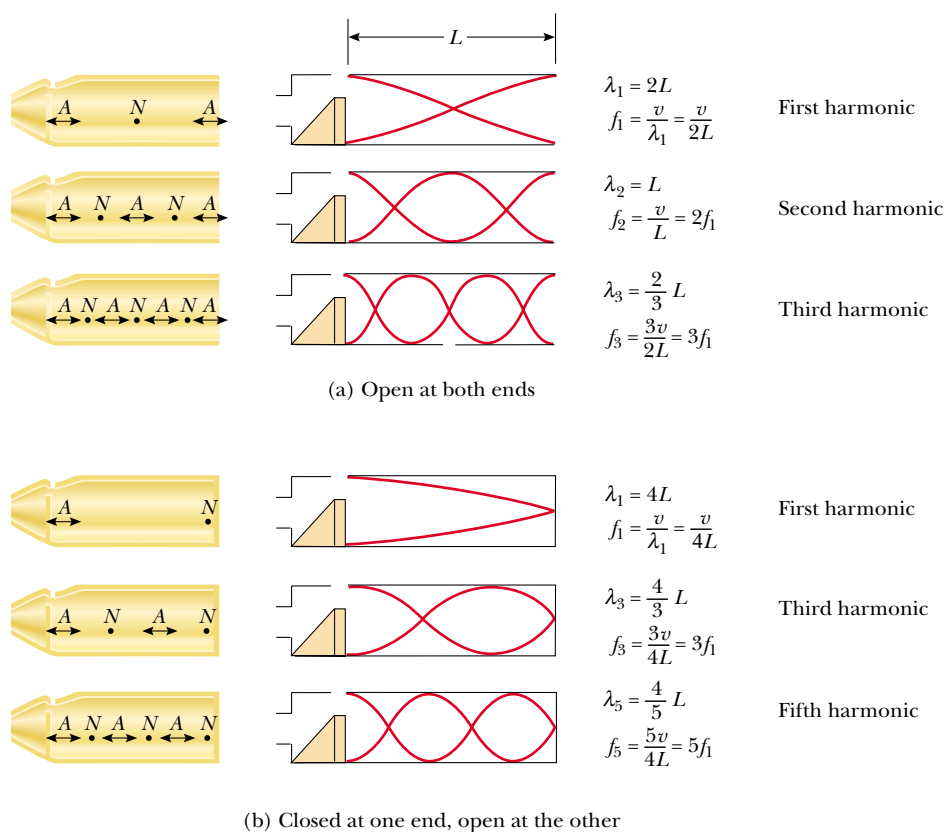 L
A N A
λ₁ = 2L
f₁ = v/λ₁ = v/2L
First harmonic
A N A N A
λ₂ = L
f₂ = v/L = 2f₁
Second harmonic
A N A N A N A
λ₃ = 2/3 L
f₃ = 3v/2L = 3f₁
Third harmonic
(a) Open at both ends
A N
λ₁ = 4L
f₁ = v/λ₁ = v/4L
First harmonic
A N A N
λ₃ = 4/3 L
f₃ = 3v/4L = 3f₁
Third harmonic
A N A N A N
λ₅ = 4/5 L
f₅ = 5v/4L = 5f₁
Fifth harmonic
(b) Closed at one end, open at the other